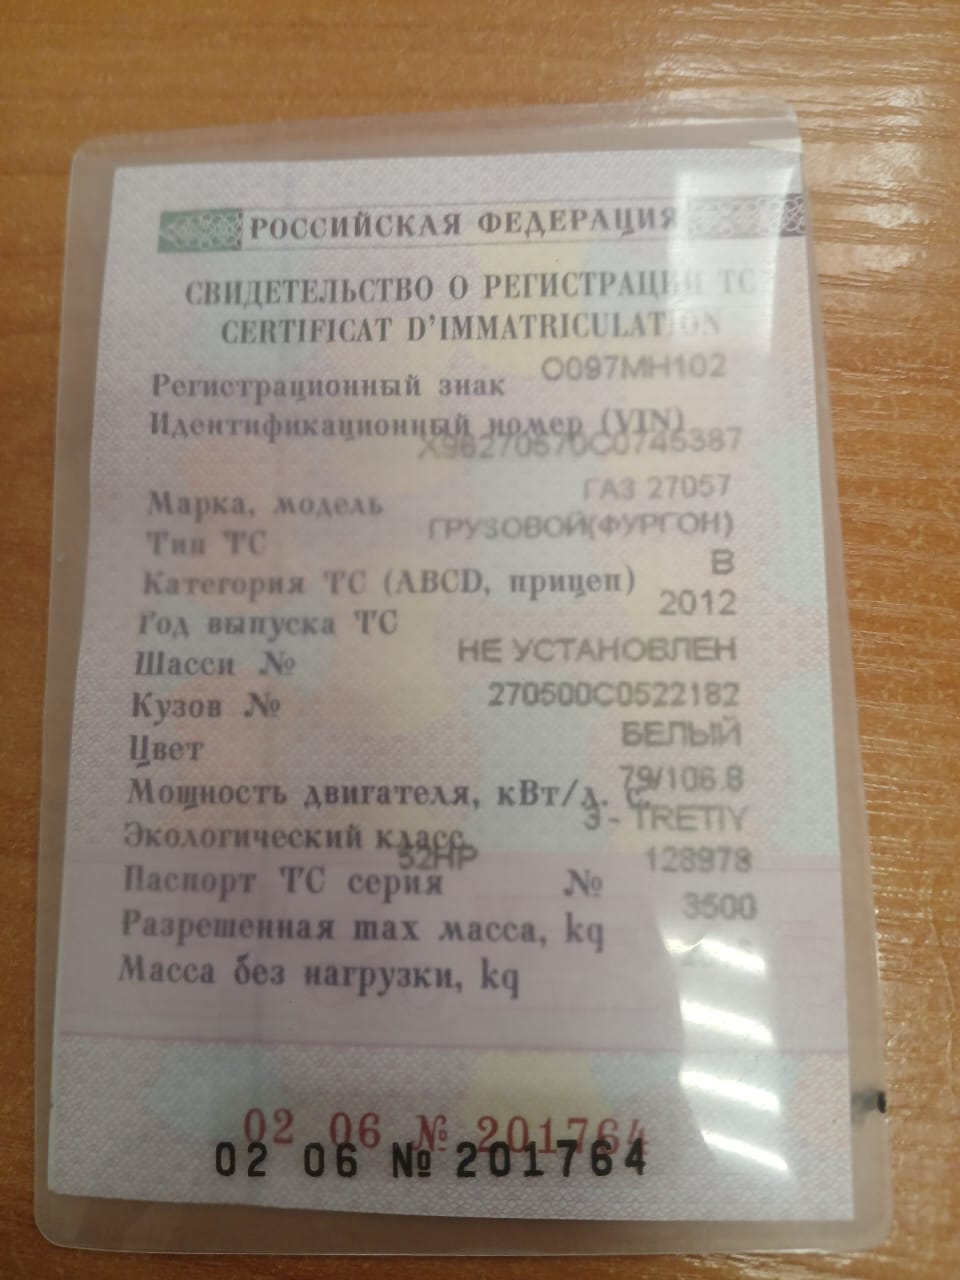 РОССИЙСКАЯ ФЕДЕРАЦИЯ
СВИДЕТЕЛЬСТВО О РЕГИСТРАЦИИ ТС
CERTIFICAT D'IMMATRICULATION
Регистрационный знак О097МН102
Идентификационный номер (VIN)
X96270570C0745387
Марка, модель ГАЗ 27057
Тип ТС ГРУЗОВОЙ(ФУРГОН)
Категория ТС (ABCD, прицеп) B
Год выпуска ТС 2012
Шасси № НЕ УСТАНОВЛЕН
Кузов № 270500C0522182
Цвет БЕЛЫЙ
Мощность двигателя, кВт/л. с. 79/106.8
Экологический класс 3 - TRETIY
Паспорт ТС серия 52НР № 128978
Разрешенная max масса, kg 3500
Масса без нагрузки, kg
02 06 № 201764
02 06 № 201764